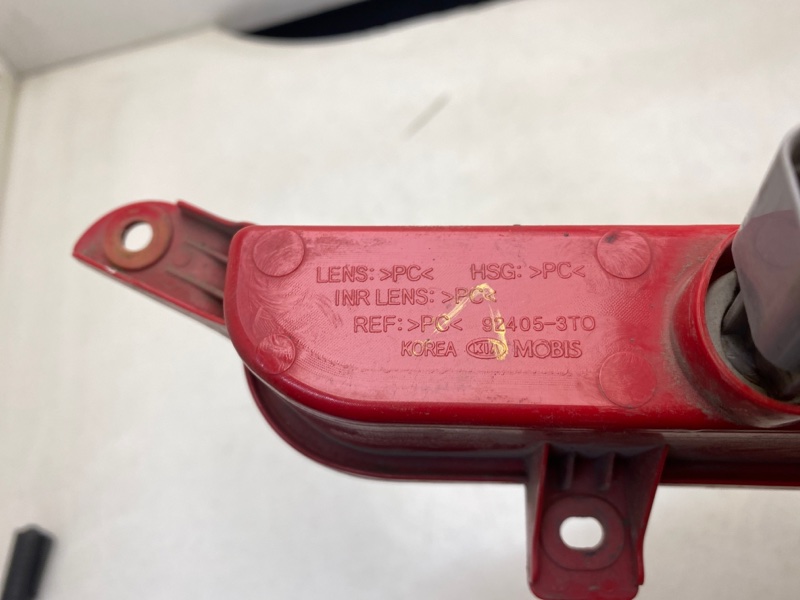 LENS: >PC< HSG: >PC<
INR LENS: >PC<
REF: >PC< 92405-3T0
KOREA KIA MOBIS